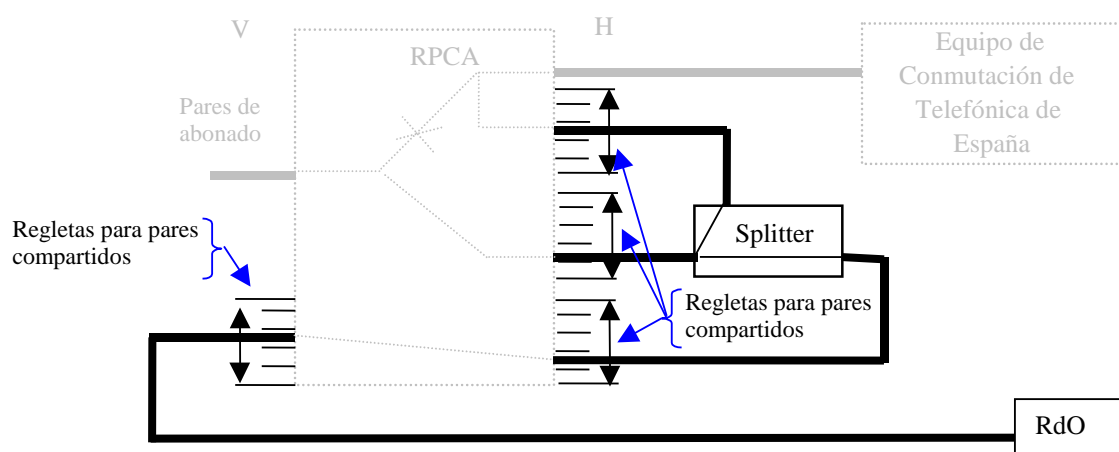 V
H
RPCA
Equipo de
Conmutación de
Telefónica de
España
Pares de
abonado
Regletas para pares
compartidos
Splitter
Regletas para pares
compartidos
RdO